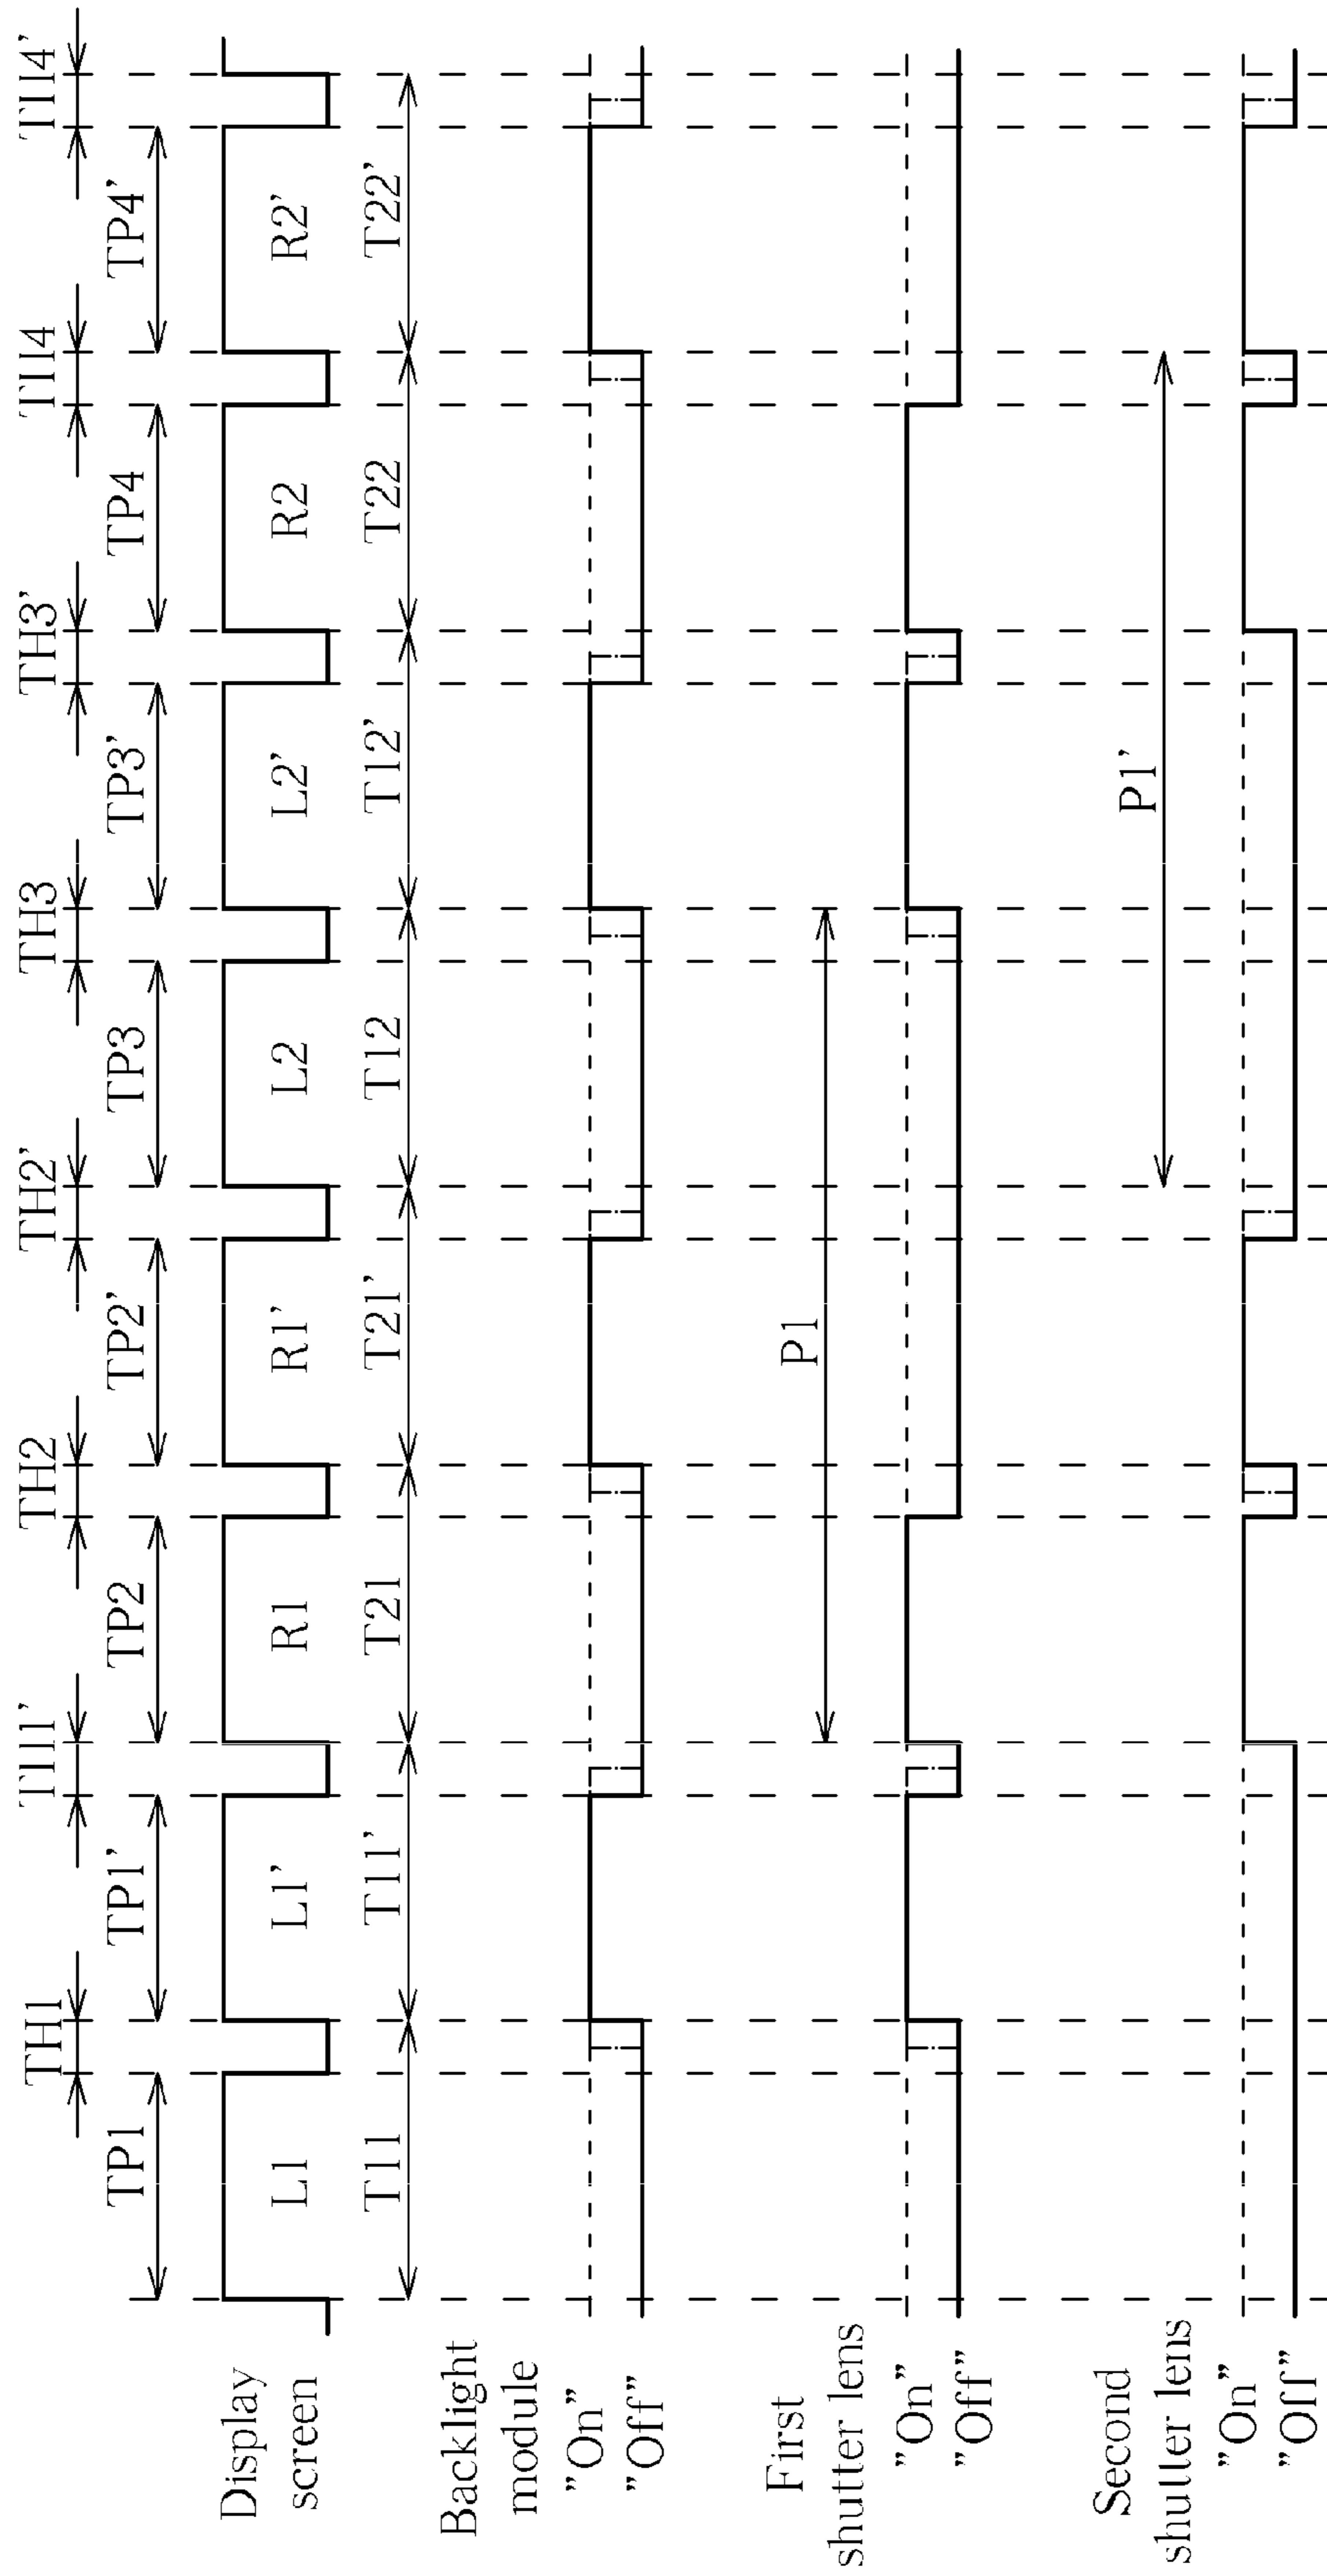 TH1 TH1' TH2 TH2' TH3 TH3' TH4 TH4'
TP1 TP1' TP2 TP2' TP3 TP3' TP4 TP4'
Display
screen
L1 L1' R1 R1' L2 L2' R2 R2'
T11 T11' T21 T21' T12 T12' T22 T22'
Backlight
module
"On"
"Off"
First
shutter lens
P1
"On"
"Off"
Second
shutter lens
P1'
"On"
"Off"